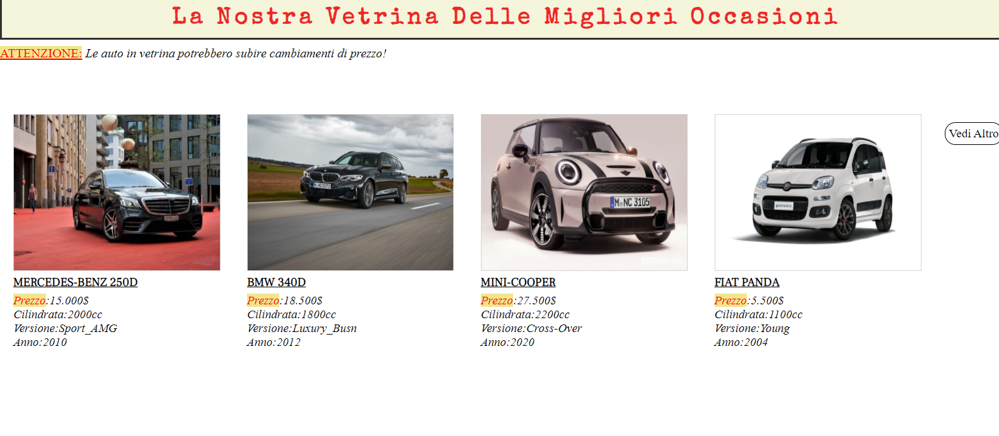 La Nostra Vetrina Delle Migliori Occasioni
ATTENZIONE: Le auto in vetrina potrebbero subire cambiamenti di prezzo!
Vedi Altro
M NC 3105
panda
MERCEDES-BENZ 250D
Prezzo:15.000$
Cilindrata:2000cc
Versione:Sport_AMG
Anno:2010
BMW 340D
Prezzo:18.500$
Cilindrata:1800cc
Versione:Luxury_Busn
Anno:2012
MINI-COOPER
Prezzo:27.500$
Cilindrata:2200cc
Versione:Cross-Over
Anno:2020
FIAT PANDA
Prezzo:5.500$
Cilindrata:1100cc
Versione:Young
Anno:2004